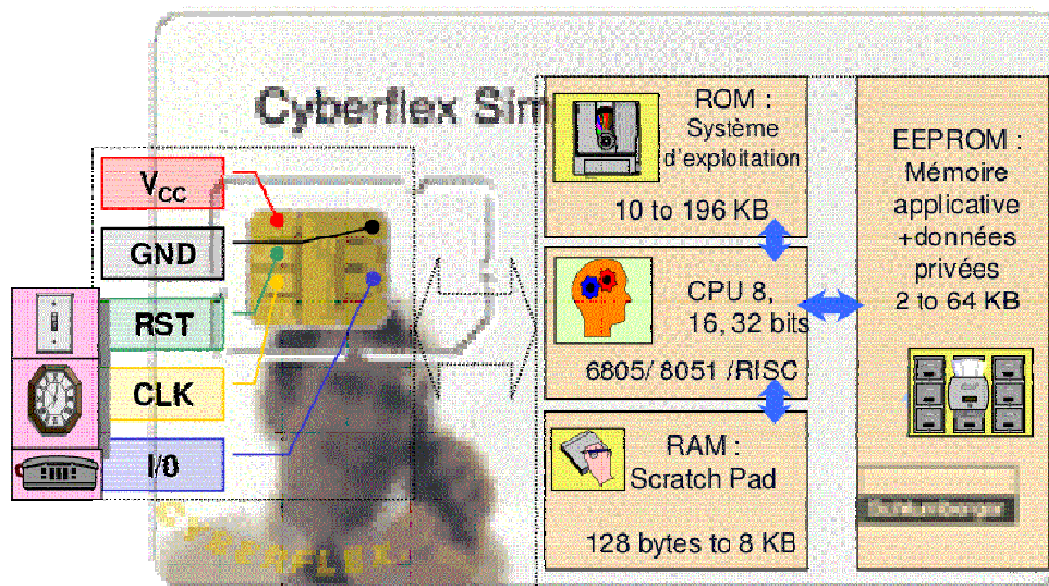 Cyberflex Sim
V_CC
GND
RST
CLK
I/0
ROM :
Système
d'exploitation
10 to 196 KB
CPU 8,
16, 32 bits
6805/ 8051 /RISC
RAM :
Scratch Pad
128 bytes to 8 KB
EEPROM :
Mémoire
applicative
+données
privées
2 to 64 KB
Schlumberger